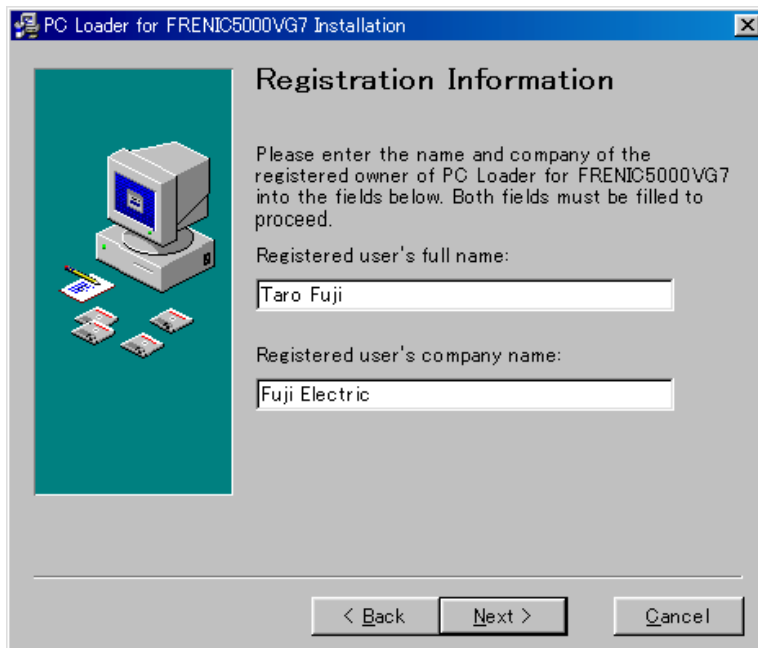 PC Loader for FRENIC5000VG7 Installation
Registration Information
Please enter the name and company of the
registered owner of PC Loader for FRENIC5000VG7
into the fields below. Both fields must be filled to
proceed.
Registered user's full name:
Taro Fuji
Registered user's company name:
Fuji Electric
< Back
Next >
Cancel